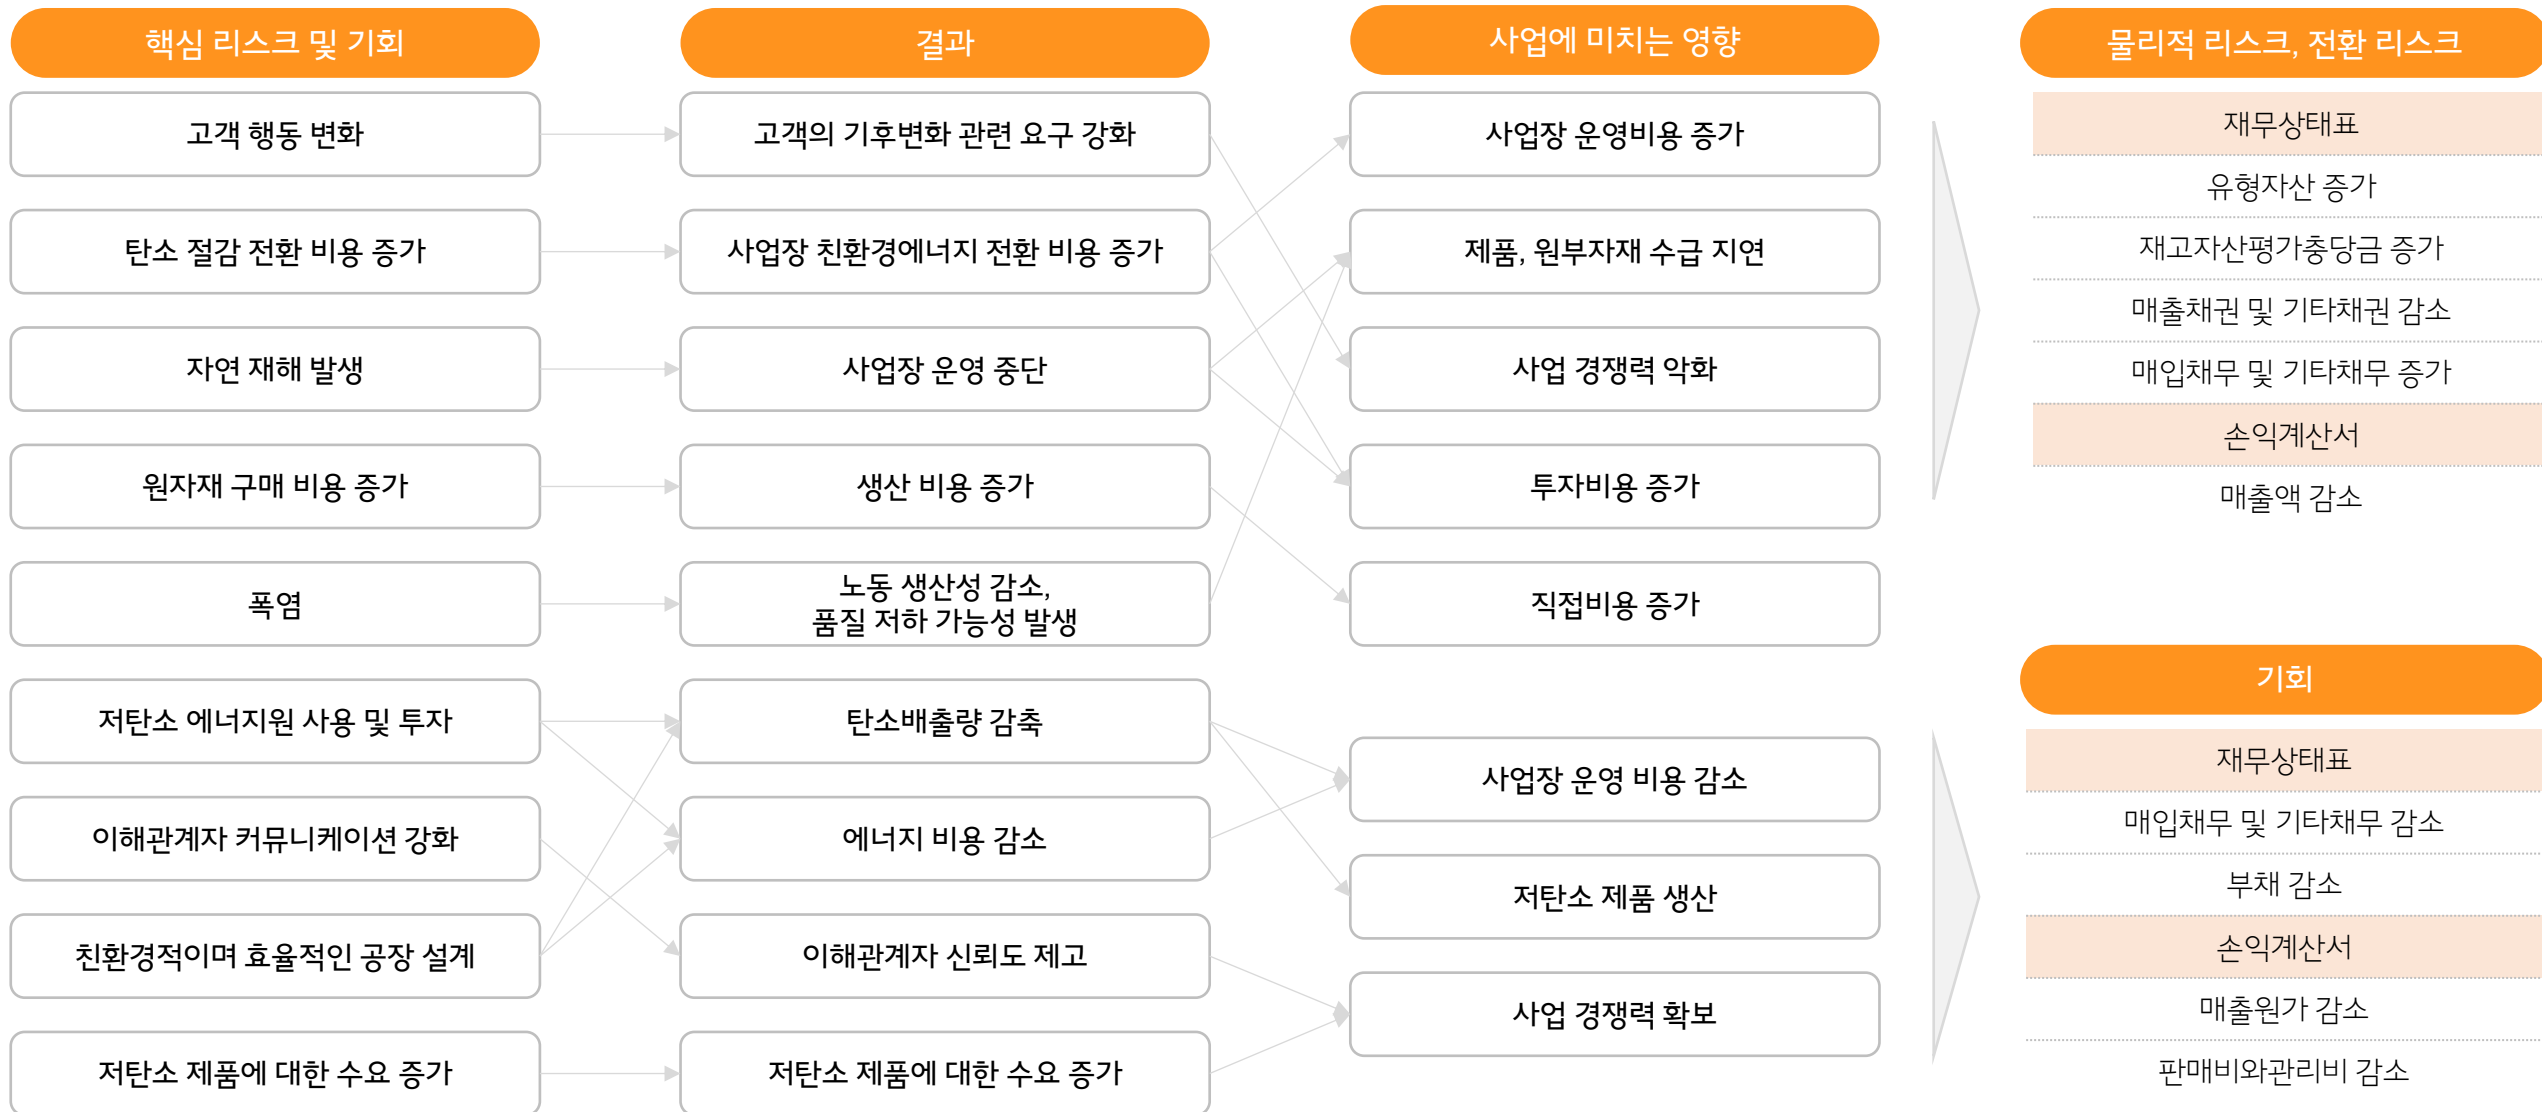 핵심 리스크 및 기회
고객 행동 변화
탄소 절감 전환 비용 증가
자연 재해 발생
원자재 구매 비용 증가
폭염
저탄소 에너지원 사용 및 투자
이해관계자 커뮤니케이션 강화
친환경적이며 효율적인 공장 설계
저탄소 제품에 대한 수요 증가
결과
고객의 기후변화 관련 요구 강화
사업장 친환경에너지 전환 비용 증가
사업장 운영 중단
생산 비용 증가
노동 생산성 감소,
품질 저하 가능성 발생
탄소배출량 감축
에너지 비용 감소
이해관계자 신뢰도 제고
저탄소 제품에 대한 수요 증가
사업에 미치는 영향
사업장 운영비용 증가
제품, 원부자재 수급 지연
사업 경쟁력 악화
투자비용 증가
직접비용 증가
사업장 운영 비용 감소
저탄소 제품 생산
사업 경쟁력 확보
물리적 리스크, 전환 리스크
재무상태표
유형자산 증가
재고자산평가충당금 증가
매출채권 및 기타채권 감소
매입채무 및 기타채무 증가
손익계산서
매출액 감소
기회
재무상태표
매입채무 및 기타채무 감소
부채 감소
손익계산서
매출원가 감소
판매비와관리비 감소